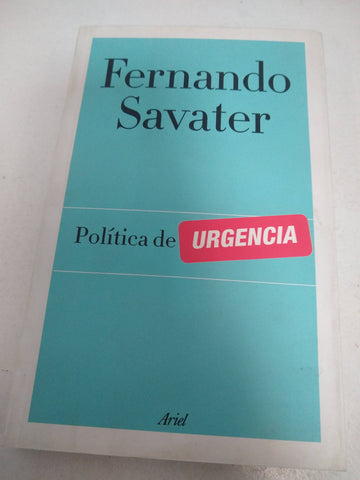 Fernando
Savater
Política de URGENCIA
Ariel